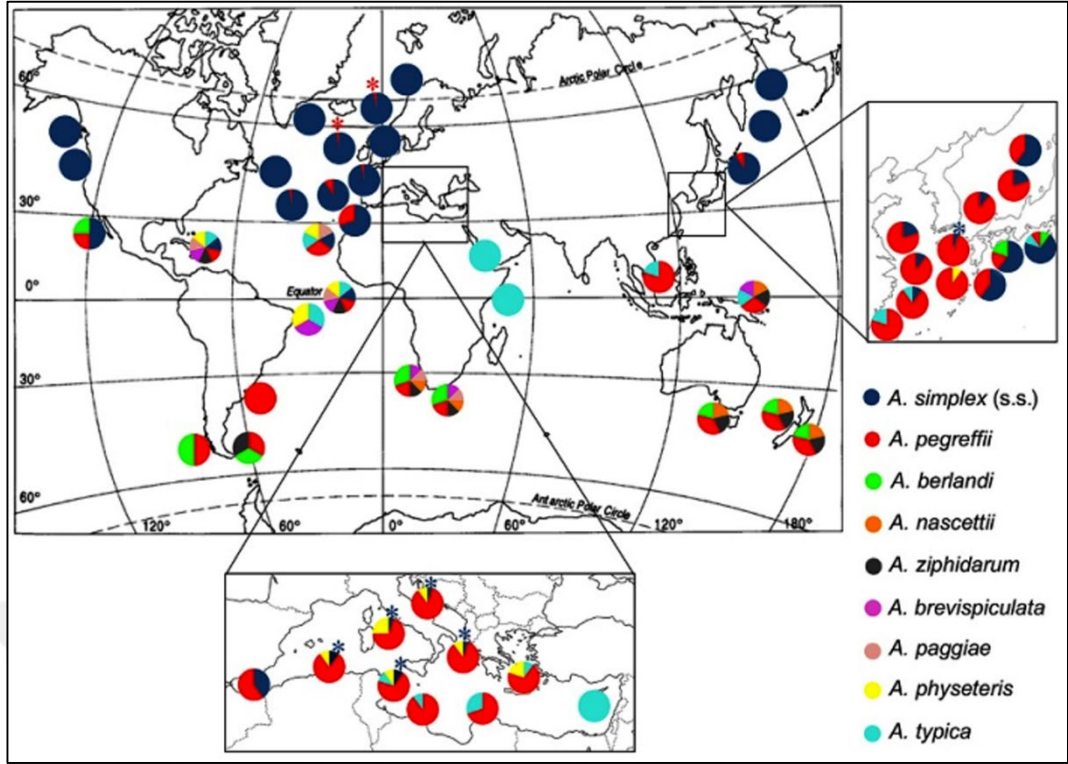 Arctic Polar Circle
60°
30°
Equator
0°
30°
60°
Antarctic Polar Circle
120°
60°
0°
60°
120°
180°
*
*
*
*
*
*
*
*
A. simplex (s.s.)
A. pegreffii
A. berlandi
A. nascettii
A. ziphidarum
A. brevispiculata
A. paggiae
A. physeteris
A. typica